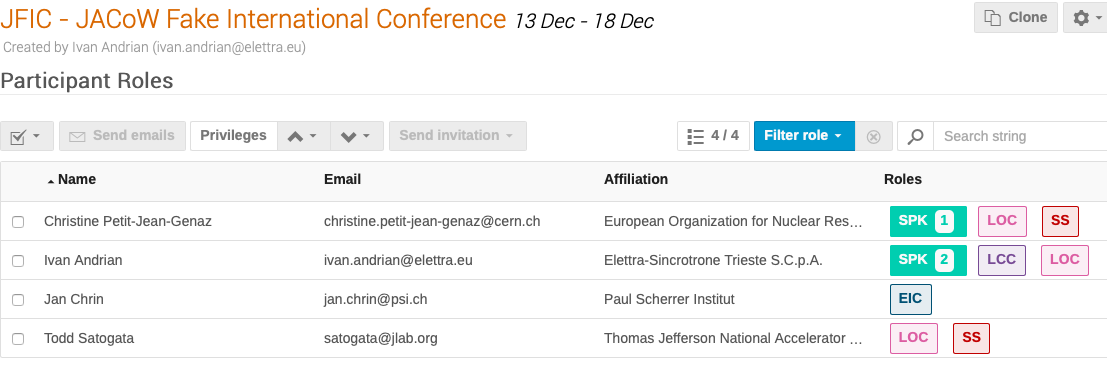 JFIC - JACoW Fake International Conference 13 Dec - 18 Dec Clone
Created by Ivan Andrian (ivan.andrian@elettra.eu)
Participant Roles
Send emails Privileges Send invitation 4 / 4 Filter role Search string
Name Email Affiliation Roles
Christine Petit-Jean-Genaz christine.petit-jean-genaz@cern.ch European Organization for Nuclear Res... SPK 1 LOC SS
Ivan Andrian ivan.andrian@elettra.eu Elettra-Sincrotrone Trieste S.C.p.A. SPK 2 LCC LOC
Jan Chrin jan.chrin@psi.ch Paul Scherrer Institut EIC
Todd Satogata satogata@jlab.org Thomas Jefferson National Accelerator ... LOC SS